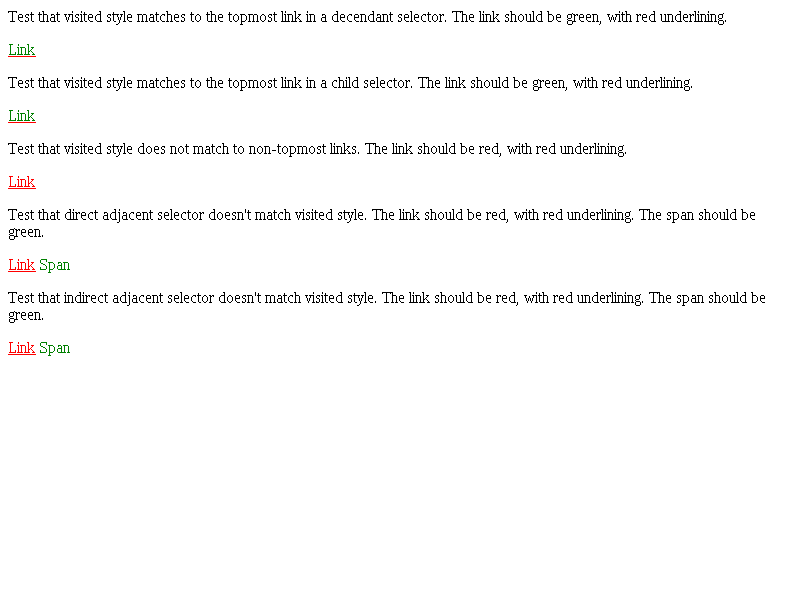 Test that visited style matches to the topmost link in a decendant selector. The link should be green, with red underlining.
Link
Test that visited style matches to the topmost link in a child selector. The link should be green, with red underlining.
Link
Test that visited style does not match to non-topmost links. The link should be red, with red underlining.
Link
Test that direct adjacent selector doesn't match visited style. The link should be red, with red underlining. The span should be
green.
Link Span
Test that indirect adjacent selector doesn't match visited style. The link should be red, with red underlining. The span should be
green.
Link Span